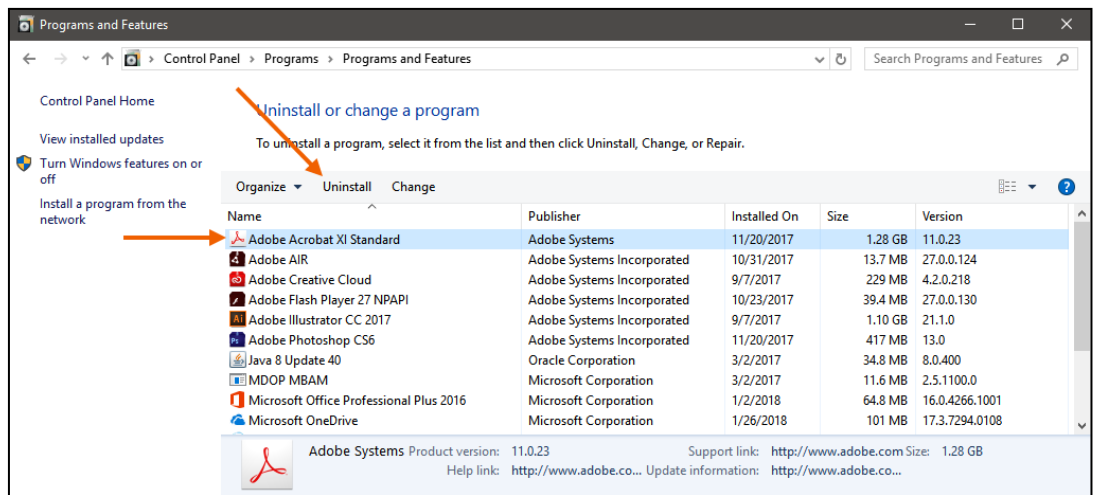 Programs and Features
Control Panel > Programs > Programs and Features
Search Programs and Features
Control Panel Home
View installed updates
Turn Windows features on or
off
Install a program from the
network
Uninstall or change a program
To uninstall a program, select it from the list and then click Uninstall, Change, or Repair.
Organize Uninstall Change
Name Publisher Installed On Size Version
Adobe Acrobat XI Standard Adobe Systems 11/20/2017 1.28 GB 11.0.23
Adobe AIR Adobe Systems Incorporated 10/31/2017 13.7 MB 27.0.0.124
Adobe Creative Cloud Adobe Systems Incorporated 9/7/2017 229 MB 4.2.0.218
Adobe Flash Player 27 NPAPI Adobe Systems Incorporated 10/23/2017 39.4 MB 27.0.0.130
Ai Adobe Illustrator CC 2017 Adobe Systems Incorporated 9/7/2017 1.10 GB 21.1.0
Ps Adobe Photoshop CS6 Adobe Systems Incorporated 11/20/2017 417 MB 13.0
Java 8 Update 40 Oracle Corporation 3/2/2017 34.8 MB 8.0.400
MDOP MBAM Microsoft Corporation 3/2/2017 11.6 MB 2.5.1100.0
Microsoft Office Professional Plus 2016 Microsoft Corporation 1/2/2018 64.8 MB 16.0.4266.1001
Microsoft OneDrive Microsoft Corporation 1/26/2018 101 MB 17.3.7294.0108
Adobe Systems Product version: 11.0.23 Support link: http://www.adobe.com Size: 1.28 GB
Help link: http://www.adobe.co... Update information: http://www.adobe.co...